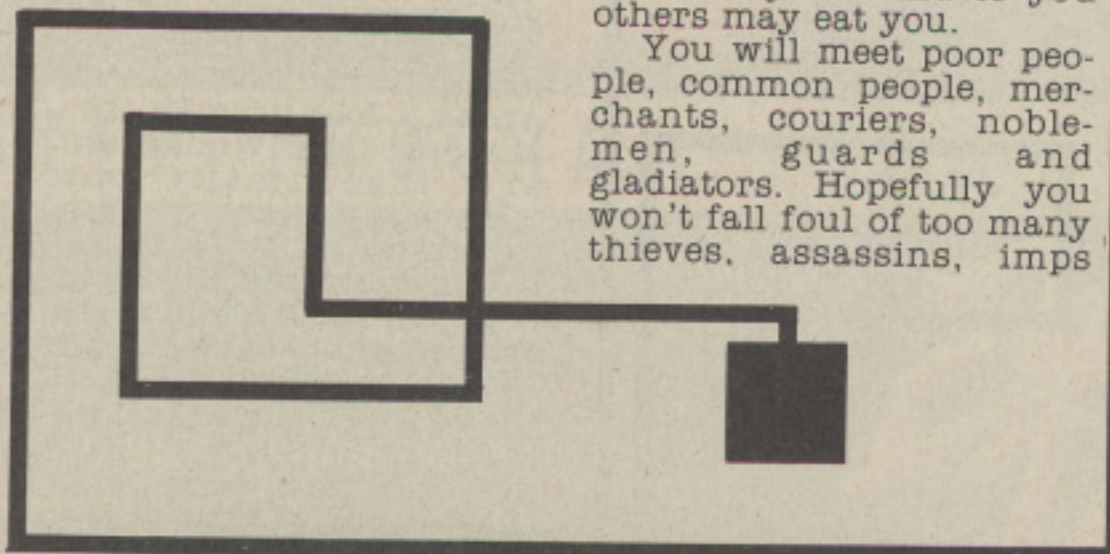 others may eat you.
You will meet poor peo-
ple, common people, mer-
chants, couriers, noble-
men, guards and
gladiators. Hopefully you
won't fall foul of too many
thieves, assassins, imps